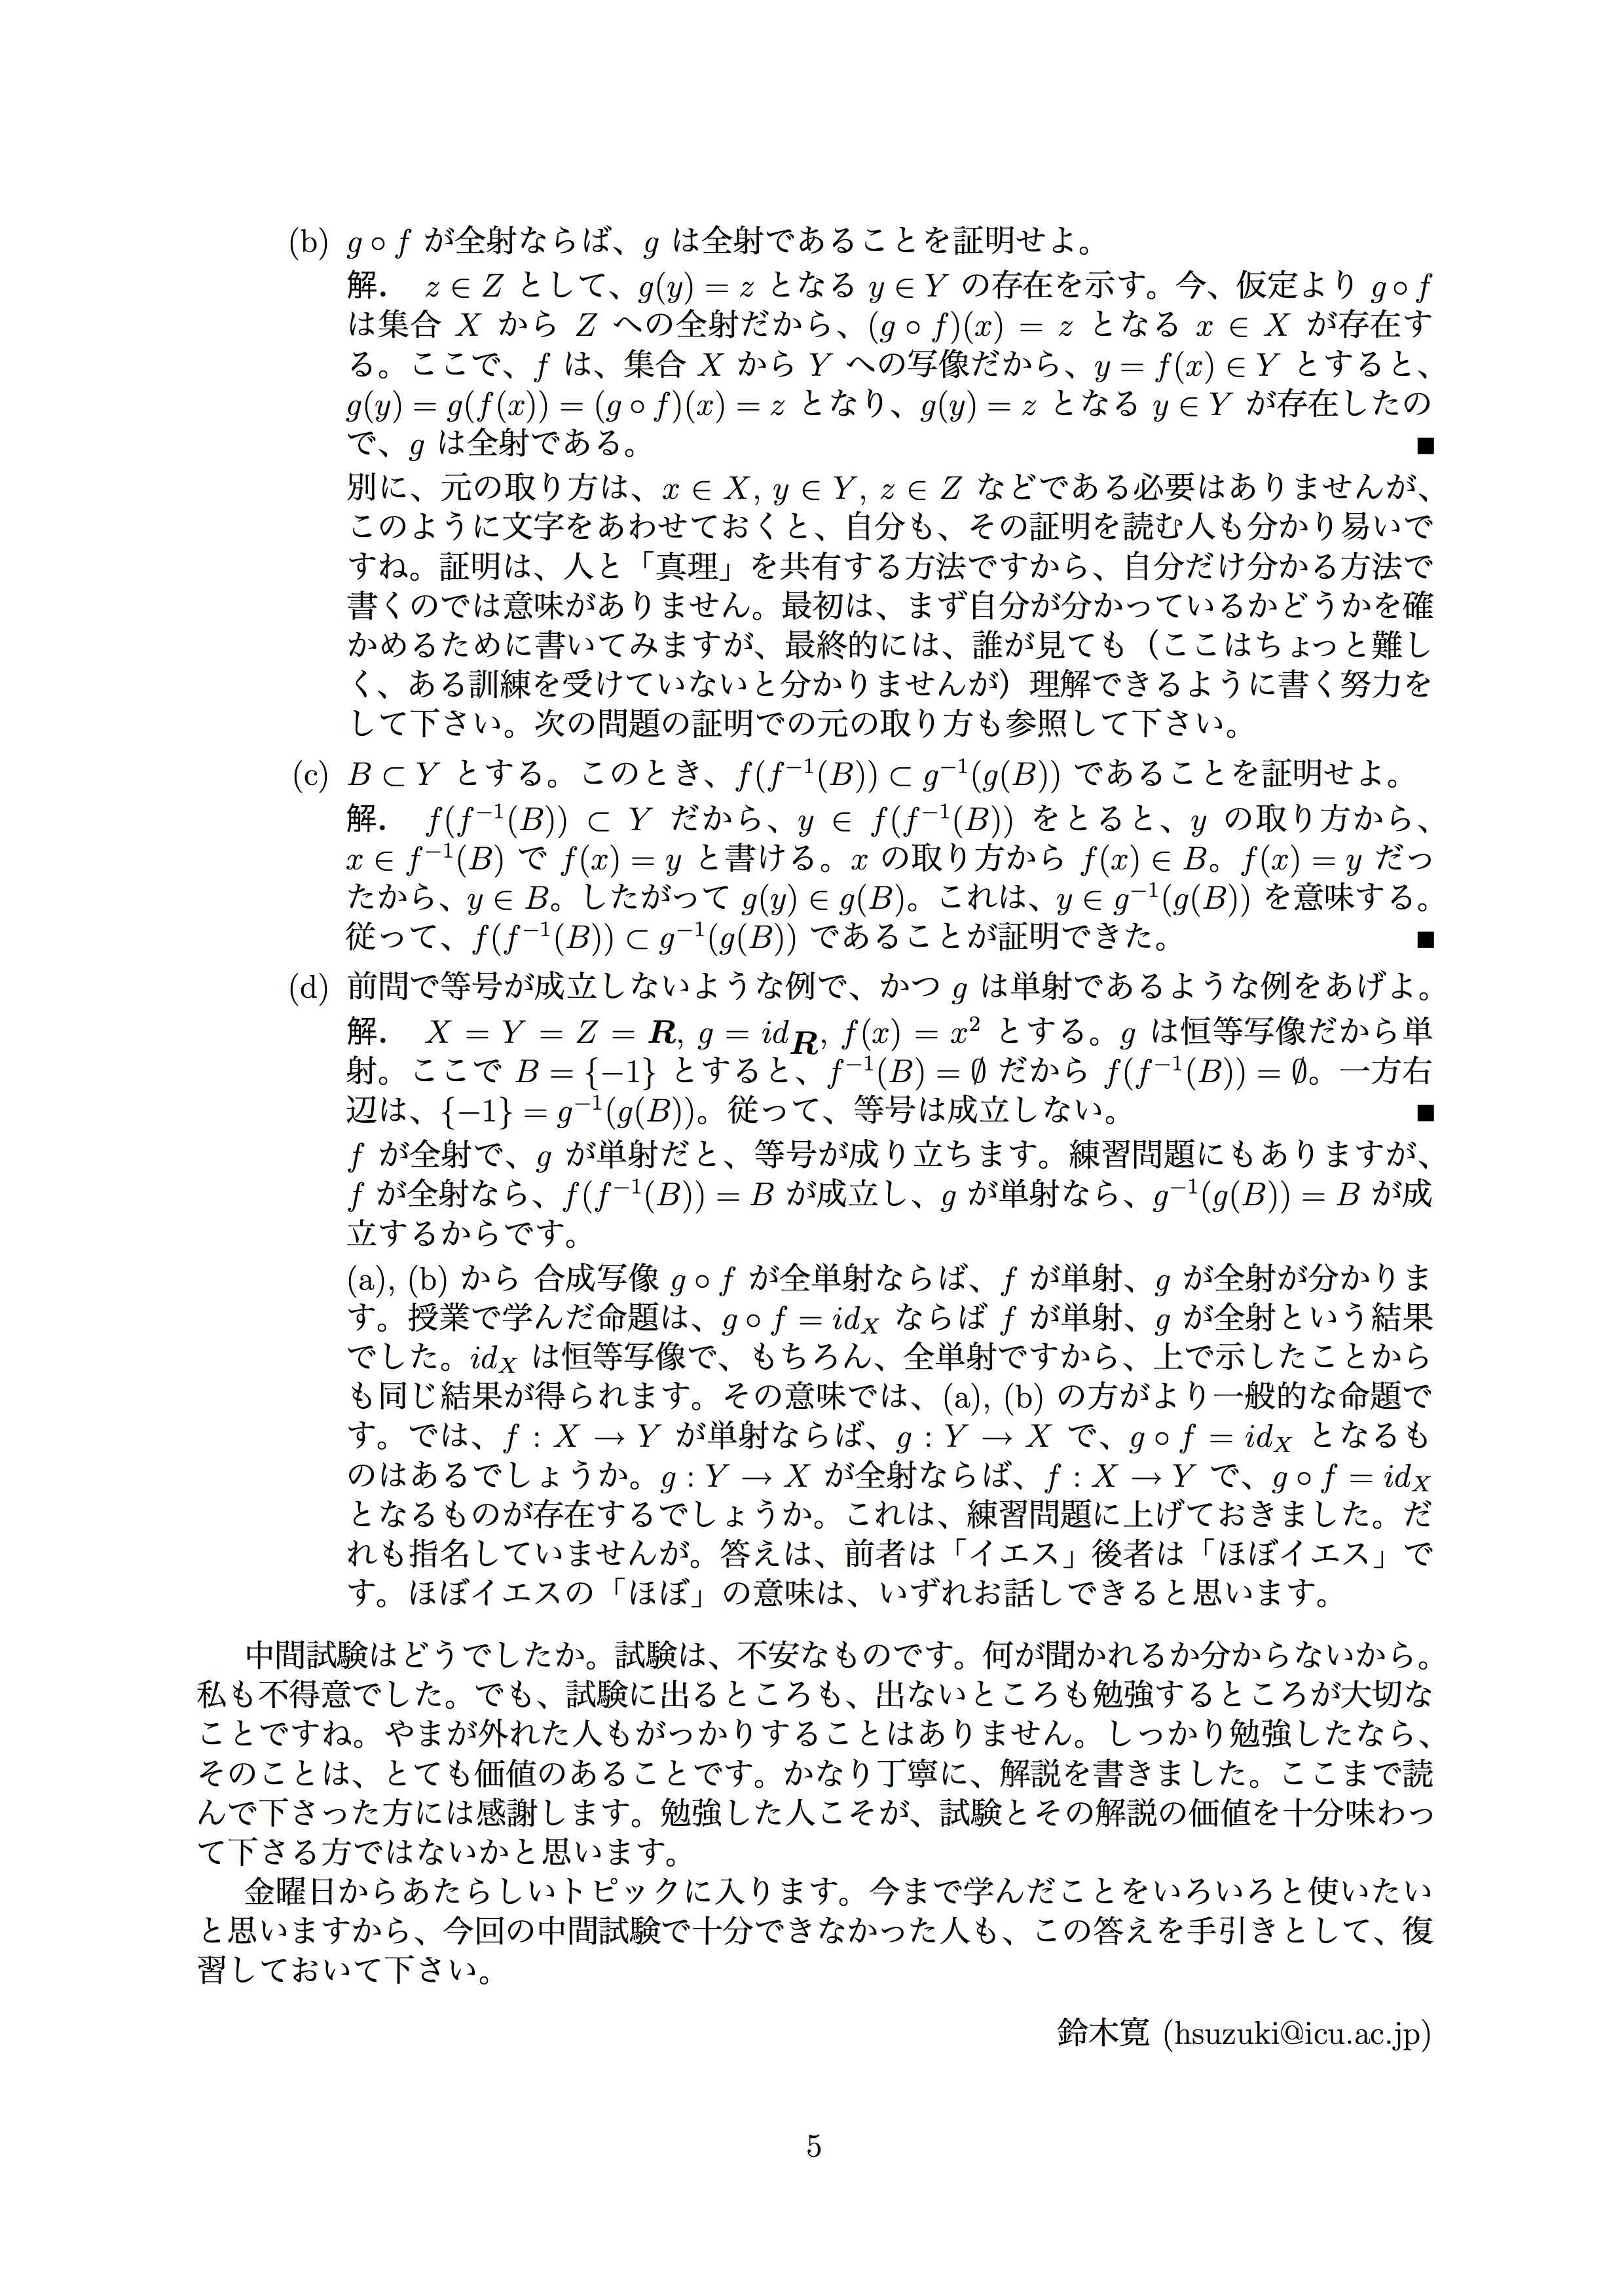 (b) g ∘ f が全射ならば、g は全射であることを証明せよ。
解． z ∈ Z として、g(y) = z となる y ∈ Y の存在を示す。今、仮定より g ∘ f
は集合 X から Z への全射だから、(g ∘ f)(x) = z となる x ∈ X が存在す
る。ここで、f は、集合 X から Y への写像だから、y = f(x) ∈ Y とすると、
g(y) = g(f(x)) = (g ∘ f)(x) = z となり、g(y) = z となる y ∈ Y が存在したの
で、g は全射である。 ■
別に、元の取り方は、x ∈ X, y ∈ Y, z ∈ Z などである必要はありませんが、
このように文字をあわせておくと、自分も、その証明を読む人も分かり易いで
すね。証明は、人と「真理」を共有する方法ですから、自分だけ分かる方法で
書くのでは意味がありません。最初は、まず自分が分かっているかどうかを確
かめるために書いてみますが、最終的には、誰が見ても（ここはちょっと難し
く、ある訓練を受けていないと分かりませんが）理解できるように書く努力を
して下さい。次の問題の証明での元の取り方も参照して下さい。
(c) B ⊂ Y とする。このとき、f(f⁻¹(B)) ⊂ g⁻¹(g(B)) であることを証明せよ。
解． f(f⁻¹(B)) ⊂ Y だから、y ∈ f(f⁻¹(B)) をとると、y の取り方から、
x ∈ f⁻¹(B) で f(x) = y と書ける。x の取り方から f(x) ∈ B。f(x) = y だっ
たから、y ∈ B。したがって g(y) ∈ g(B)。これは、y ∈ g⁻¹(g(B)) を意味する。
従って、f(f⁻¹(B)) ⊂ g⁻¹(g(B)) であることが証明できた。 ■
(d) 前問で等号が成立しないような例で、かつ g は単射であるような例をあげよ。
解． X = Y = Z = R, g = id_R, f(x) = x² とする。g は恒等写像だから単
射。ここで B = {−1} とすると、f⁻¹(B) = ∅ だから f(f⁻¹(B)) = ∅。一方右
辺は、{−1} = g⁻¹(g(B))。従って、等号は成立しない。 ■
f が全射で、g が単射だと、等号が成り立ちます。練習問題にもありますが、
f が全射なら、f(f⁻¹(B)) = B が成立し、g が単射なら、g⁻¹(g(B)) = B が成
立するからです。
(a), (b) から 合成写像 g ∘ f が全単射ならば、f が単射、g が全射が分かりま
す。授業で学んだ命題は、g ∘ f = id_X ならば f が単射、g が全射という結果
でした。id_X は恒等写像で、もちろん、全単射ですから、上で示したことから
も同じ結果が得られます。その意味では、(a), (b) の方がより一般的な命題で
す。では、f : X → Y が単射ならば、g : Y → X で、g ∘ f = id_X となるも
のはあるでしょうか。g : Y → X が全射ならば、f : X → Y で、g ∘ f = id_X
となるものが存在するでしょうか。これは、練習問題に上げておきました。だ
れも指名していませんが。答えは、前者は「イエス」後者は「ほぼイエス」で
す。ほぼイエスの「ほぼ」の意味は、いずれお話しできると思います。
中間試験はどうでしたか。試験は、不安なものです。何が聞かれるか分からないから。
私も不得意でした。でも、試験に出るところも、出ないところも勉強するところが大切な
ことですね。やまが外れた人もがっかりすることはありません。しっかり勉強したなら、
そのことは、とても価値のあることです。かなり丁寧に、解説を書きました。ここまで読
んで下さった方には感謝します。勉強した人こそが、試験とその解説の価値を十分味わっ
て下さる方ではないかと思います。
金曜日からあたらしいトピックに入ります。今まで学んだことをいろいろと使いたい
と思いますから、今回の中間試験で十分できなかった人も、この答えを手引きとして、復
習しておいて下さい。
鈴木寛 (hsuzuki@icu.ac.jp)
5